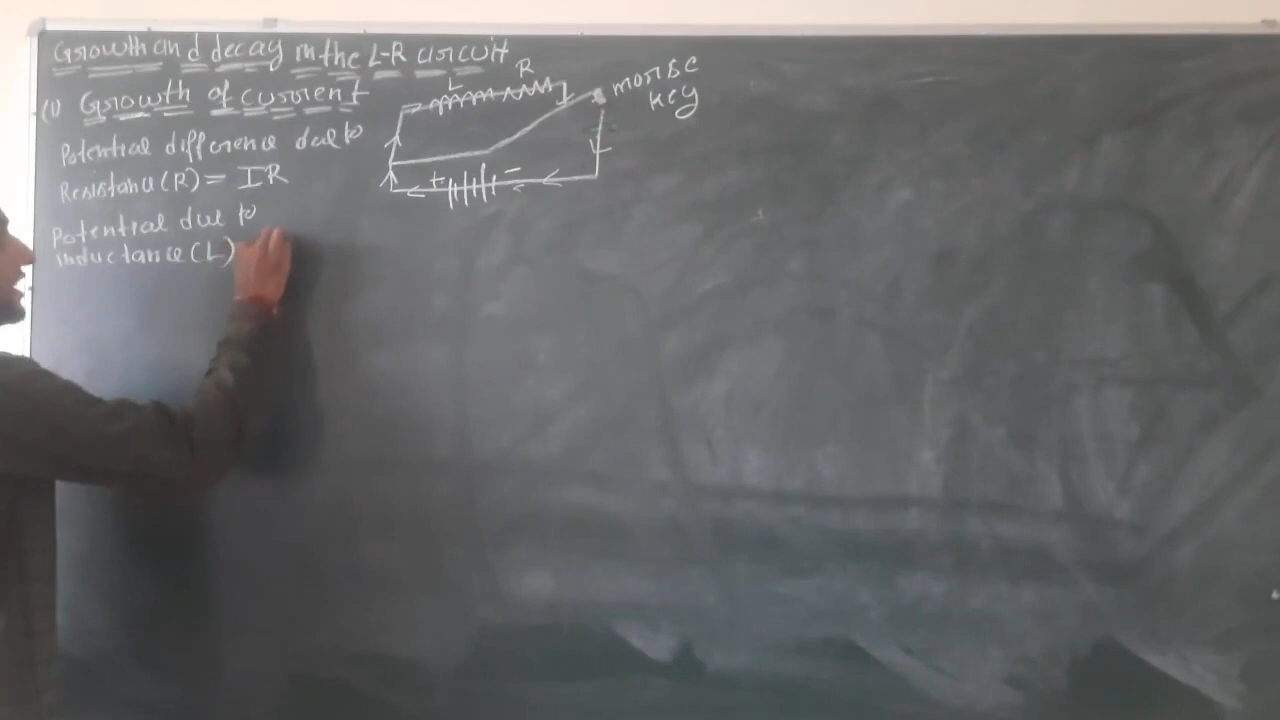 Growth and decay in the L-R circuit
(1) Growth of current
L
R
morse
key
Potential difference due to
Resistance(R) = IR
+ -
Potential due to
inductance (L)